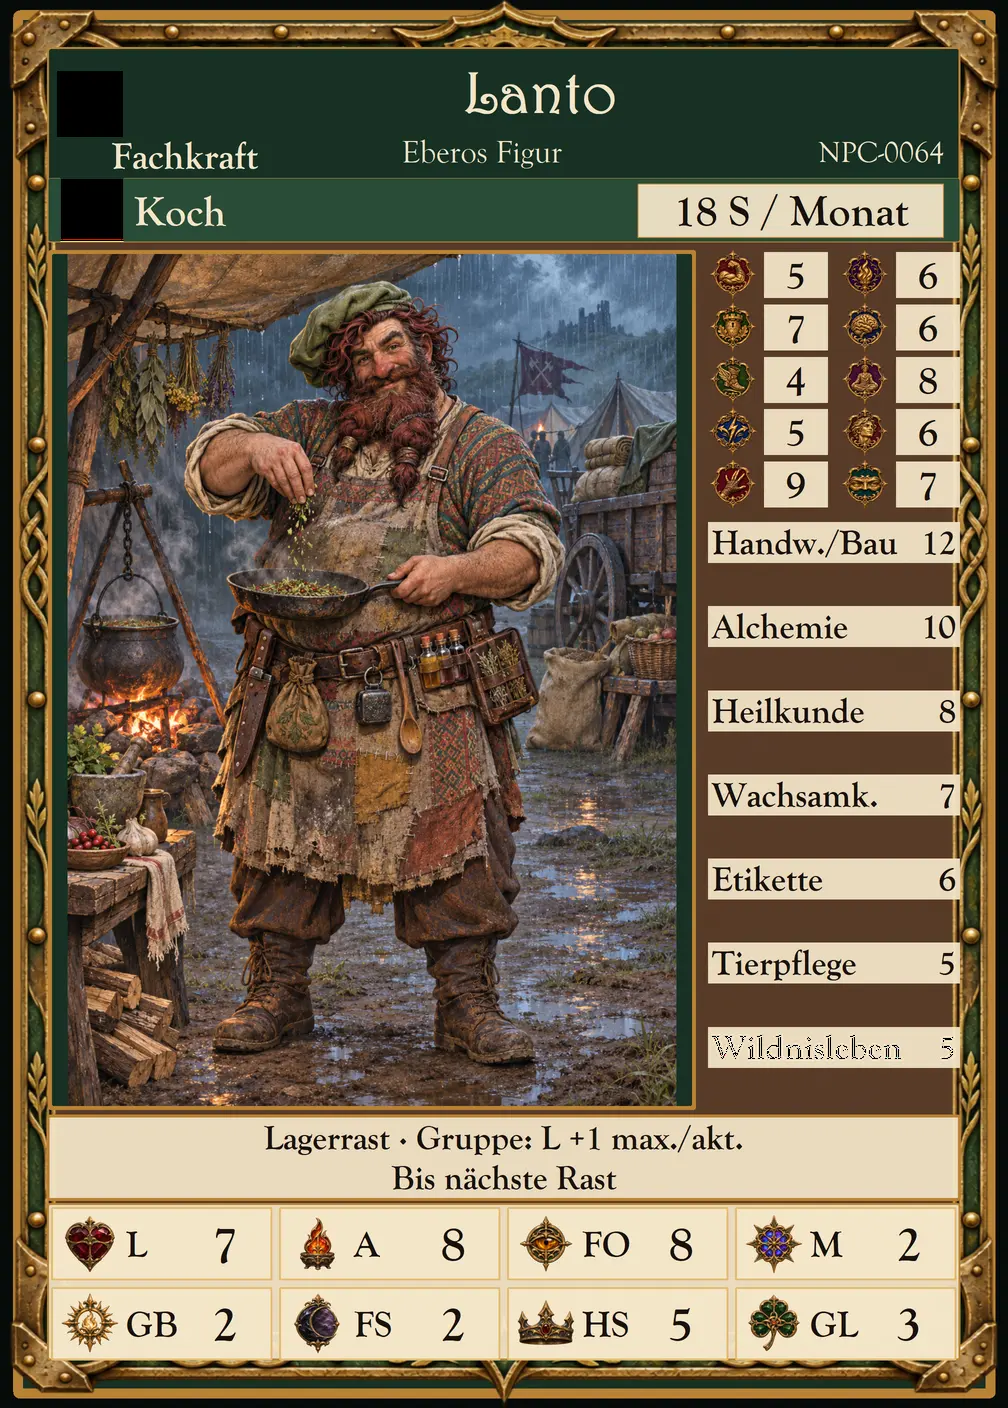 Lanto
Fachkraft
Eberos Figur
NPC-0064
Koch
18 S / Monat
5 6
7 6
4 8
5 6
9 7
Handw./Bau 12
Alchemie 10
Heilkunde 8
Wachsamk. 7
Etikette 6
Tierpflege 5
Wildnisleben 5
Lagerrast · Gruppe: L +1 max./akt.
Bis nächste Rast
L 7 A 8 FO 8 M 2
GB 2 FS 2 HS 5 GL 3